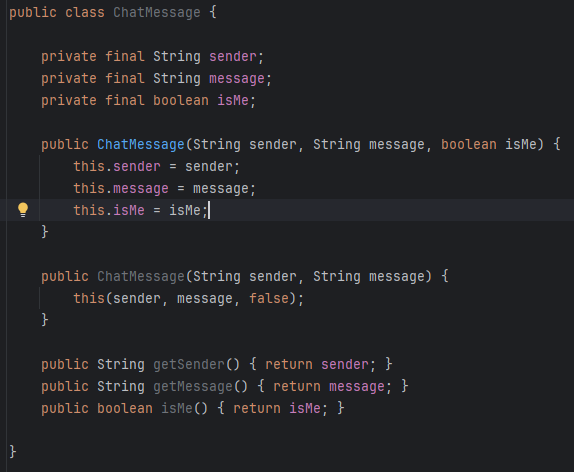 public class ChatMessage {
private final String sender;
private final String message;
private final boolean isMe;
public ChatMessage(String sender, String message, boolean isMe) {
this.sender = sender;
this.message = message;
this.isMe = isMe;
}
public ChatMessage(String sender, String message) {
this(sender, message, false);
}
public String getSender() { return sender; }
public String getMessage() { return message; }
public boolean isMe() { return isMe; }
}